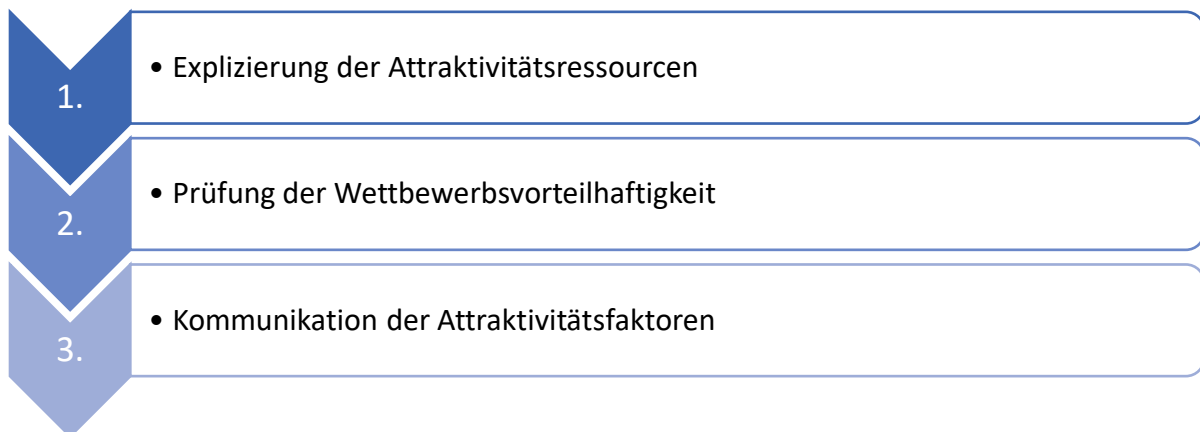 1.
• Explizierung der Attraktivitätsressourcen
2.
• Prüfung der Wettbewerbsvorteilhaftigkeit
3.
• Kommunikation der Attraktivitätsfaktoren